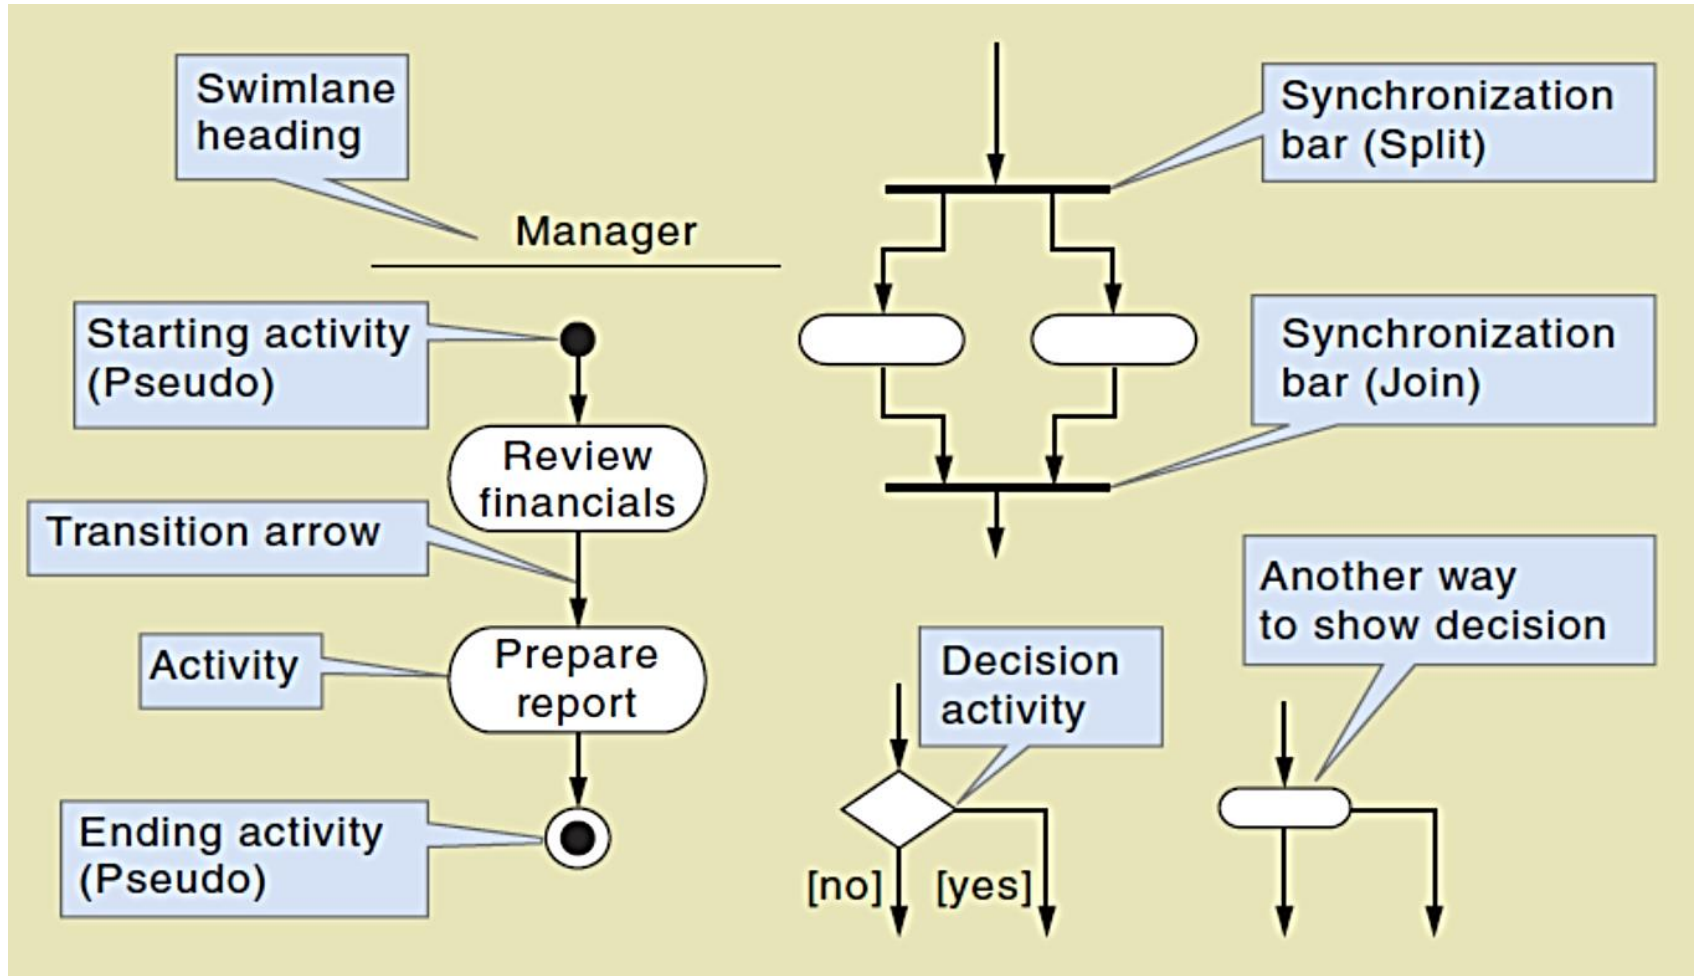 Swimlane
heading
Manager
Starting activity
(Pseudo)
Review
financials
Transition arrow
Activity
Prepare
report
Ending activity
(Pseudo)
Synchronization
bar (Split)
Synchronization
bar (Join)
Decision
activity
[no]
[yes]
Another way
to show decision